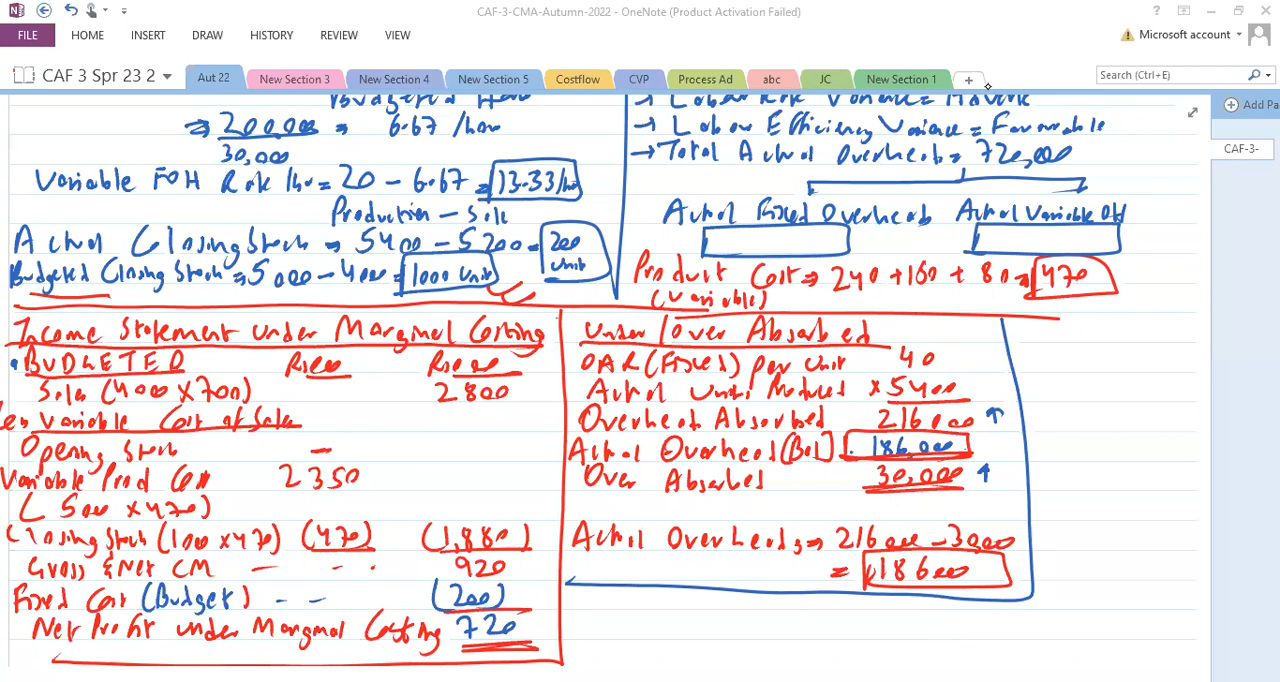 CAF-3-CMA-Autumn-2022 - OneNote (Product Activation Failed)
FILE HOME INSERT DRAW HISTORY REVIEW VIEW
Microsoft account
CAF 3 Spr 23 2
Aut 22 New Section 3 New Section 4 New Section 5 Costflow CVP Process Ad abc JC New Section 1 +
Search (Ctrl+E)
Add Pa
CAF-3-
= 6.67 /hour
30,000
Variable FOH Rate /hr = 20 - 6.67 = 13.33/hr
Production - Sale
Actual Closing Stock ⇒ 5400 - 5200 = 200 Unit
Budgeted Closing Stock ⇒ 5000 - 4000 = 1000 Unit
→ Labour Rate Variance =
→ Labour Efficiency Variance = Favourable
→ Total Actual Overheads = 720,000
Actual Fixed Overheads Actual Variable OH
Product Cost ⇒ 240 + 160 + 80 ⇒ 470
(Variable)
Income Statement under Marginal Costing
BUDGETED Rs000 Rs000
Sales (4000 x 700) 2800
Less Variable Cost of Sales
Opening Stock -
Variable Prod Cost 2350
(5000 x 470)
Closing Stock (1000 x 470) (470) (1,880)
Gross & Net CM - - - 920
Fixed Cost (Budget) - - (200)
Net Profit under Marginal Costing 720
Under/over Absorbed
OAR (Fixed) per Unit 40
Actual Units Produced x 5400
Overheads Absorbed 216000 ↑
Actual Overhead (Bal) 186,000
Over Absorbed 30,000 ↑
Actual Overheads ⇒ 216000 - 30000
= 186000